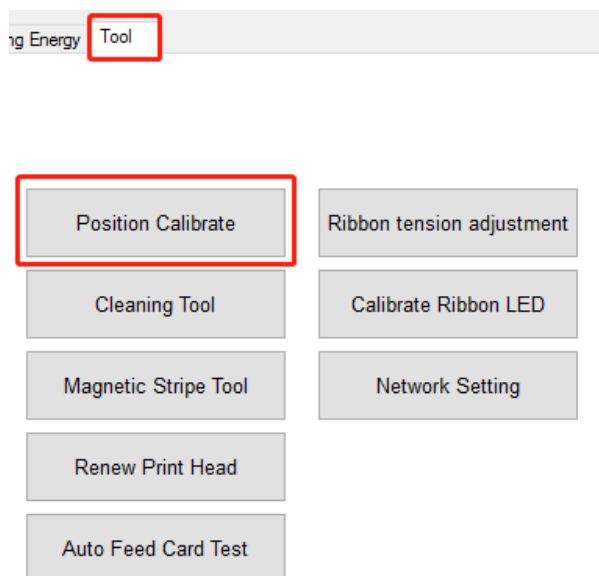 ng Energy Tool
Position Calibrate Ribbon tension adjustment
Cleaning Tool Calibrate Ribbon LED
Magnetic Stripe Tool Network Setting
Renew Print Head
Auto Feed Card Test